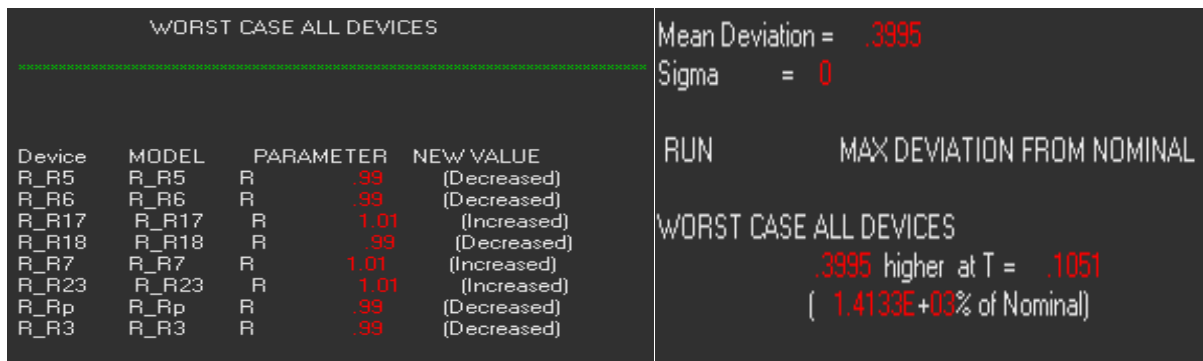 WORST CASE ALL DEVICES
******************************************************************************
Device MODEL PARAMETER NEW VALUE
R_R5 R_R5 R .99 (Decreased)
R_R6 R_R6 R .99 (Decreased)
R_R17 R_R17 R 1.01 (Increased)
R_R18 R_R18 R .99 (Decreased)
R_R7 R_R7 R 1.01 (Increased)
R_R23 R_R23 R 1.01 (Increased)
R_Rp R_Rp R .99 (Decreased)
R_R3 R_R3 R .99 (Decreased)
Mean Deviation = .3995
Sigma = 0
RUN MAX DEVIATION FROM NOMINAL
WORST CASE ALL DEVICES
.3995 higher at T = .1051
( 1.4133E+03% of Nominal)